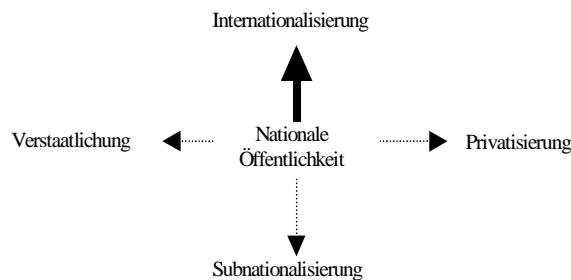 Internationalisierung
Verstaatlichung
Nationale
Öffentlichkeit
Privatisierung
Subnationalisierung